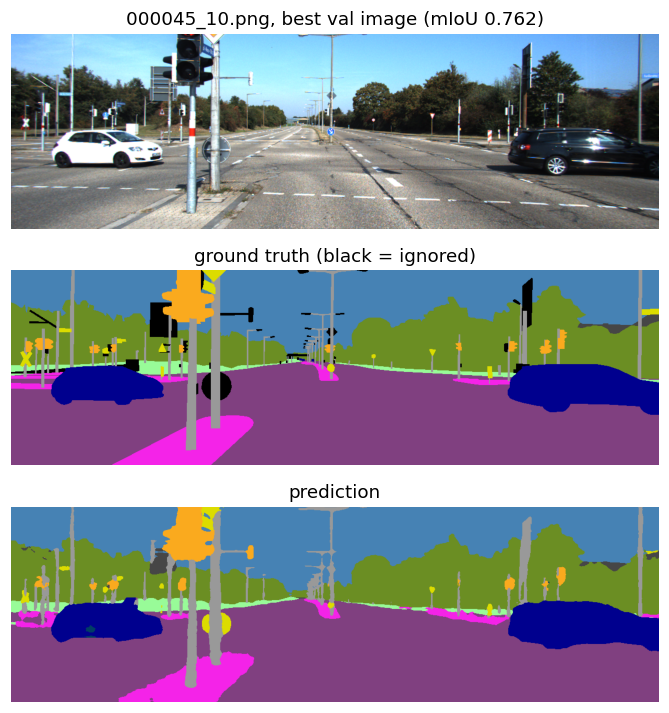 000045_10.png, best val image (mIoU 0.762)
ground truth (black = ignored)
prediction